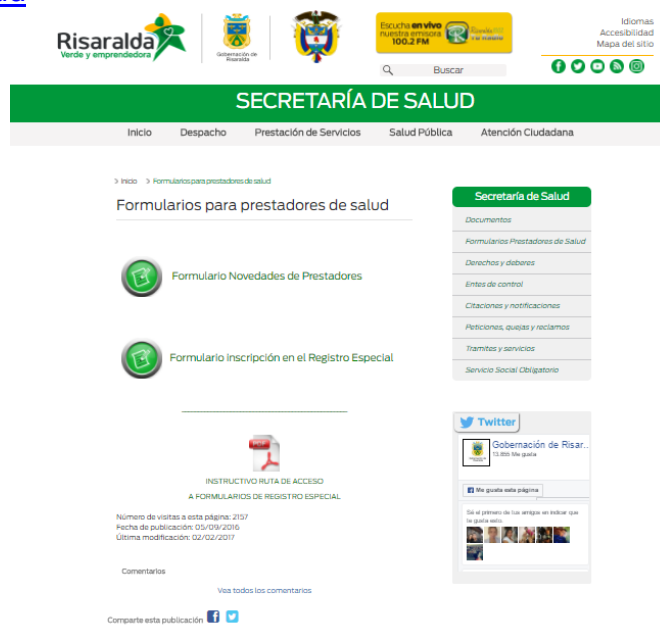 Risaralda
Verde y emprendedora
Gobernación de
Risaralda
Escucha en vivo
nuestra emisora
100.2 FM
Buscar
Idiomas
Accesibilidad
Mapa del sitio
SECRETARÍA DE SALUD
Inicio Despacho Prestación de Servicios Salud Pública Atención Ciudadana
> Inicio > Formularios para prestadores de salud
Formularios para prestadores de salud
Formulario Novedades de Prestadores
Formulario inscripción en el Registro Especial
INSTRUCTIVO RUTA DE ACCESO
A FORMULARIOS DE REGISTRO ESPECIAL
Número de visitas a esta página: 2157
Fecha de publicación: 05/09/2016
Última modificación: 02/02/2017
Comentarios
Vea todos los comentarios
Comparte esta publicación
Secretaría de Salud
Documentos
Formularios Prestadores de Salud
Derechos y deberes
Entes de control
Citaciones y notificaciones
Peticiones, quejas y reclamos
Tramites y servicios
Servicio Social Obligatorio
Twitter
Gobernación de Risar..
13.855 Me gusta
Me gusta esta página
Sé el primero de tus amigos en indicar que
te gusta esto.